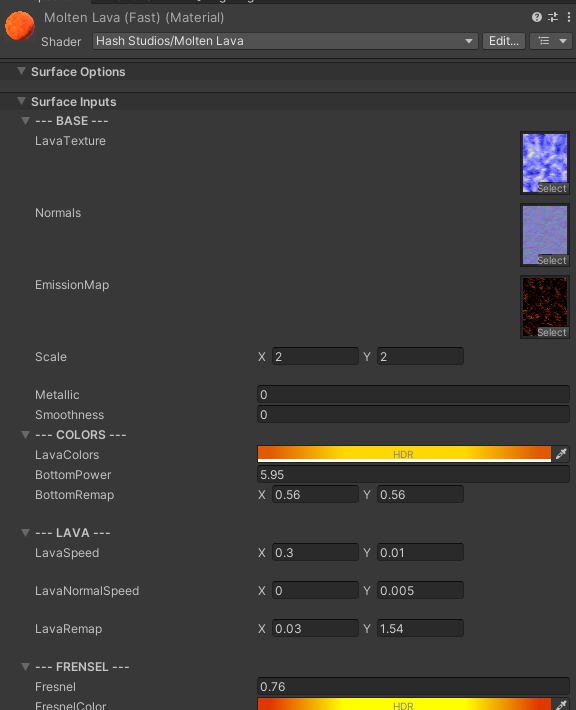 Molten Lava (Fast) (Material)
Shader Hash Studios/Molten Lava Edit...
Surface Options
Surface Inputs
--- BASE ---
LavaTexture
Select
Normals
Select
EmissionMap
Select
Scale X 2 Y 2
Metallic 0
Smoothness 0
--- COLORS ---
LavaColors HDR
BottomPower 5.95
BottomRemap X 0.56 Y 0.56
--- LAVA ---
LavaSpeed X 0.3 Y 0.01
LavaNormalSpeed X 0 Y 0.005
LavaRemap X 0.03 Y 1.54
--- FRENSEL ---
Fresnel 0.76
FresnelColor HDR